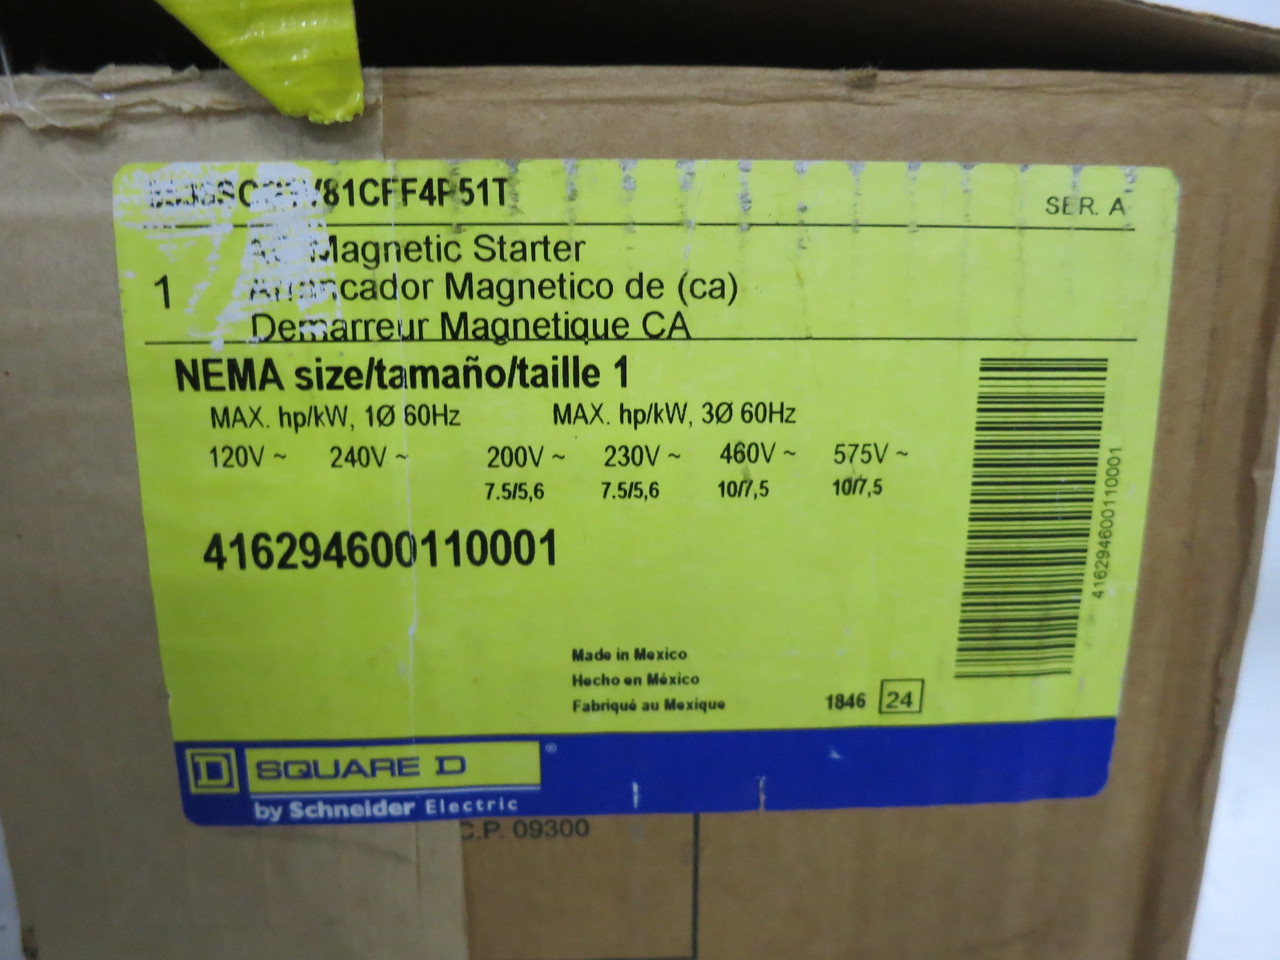 SER. A
Magnetic Starter
1
Arrancador Magnetico de (ca)
Demarreur Magnetique CA
NEMA size/tamaño/taille 1
MAX. hp/kW, 1Ø 60Hz MAX. hp/kW, 3Ø 60Hz
120V ~ 240V ~ 200V ~ 230V ~ 460V ~ 575V ~
7.5/5,6 7.5/5,6 10/7,5 10/7,5
416294600110001
416294600110001
Made in Mexico
Hecho en México
Fabriqué au Mexique
1846 24
D SQUARE D ®
by Schneider Electric
C.P. 09300